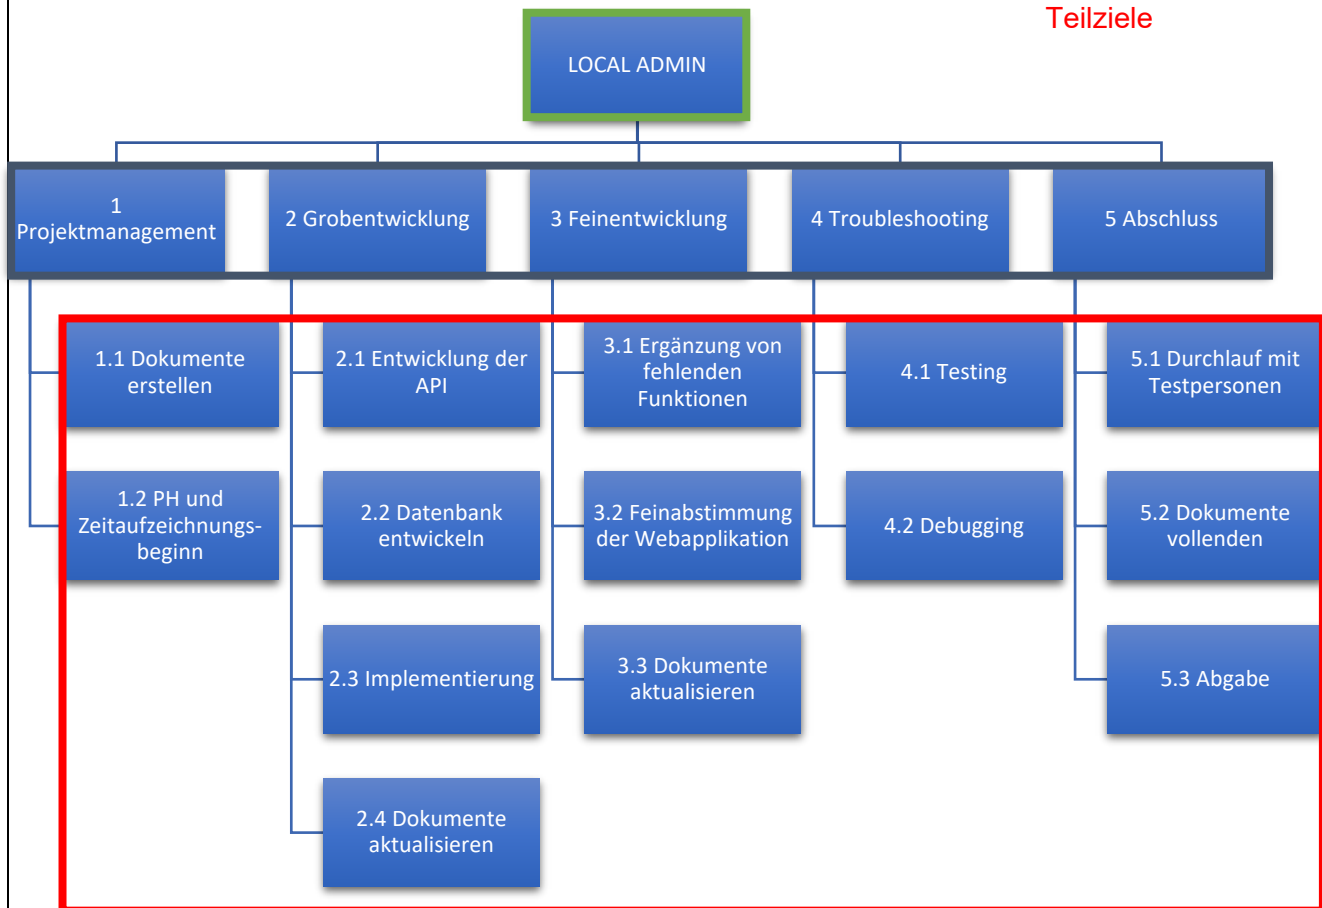 Teilziele
LOCAL ADMIN
1
Projektmanagement
2 Grobentwicklung
3 Feinentwicklung
4 Troubleshooting
5 Abschluss
1.1 Dokumente
erstellen
1.2 PH und
Zeitaufzeichnungs-
beginn
2.1 Entwicklung der
API
2.2 Datenbank
entwickeln
2.3 Implementierung
2.4 Dokumente
aktualisieren
3.1 Ergänzung von
fehlenden
Funktionen
3.2 Feinabstimmung
der Webapplikation
3.3 Dokumente
aktualisieren
4.1 Testing
4.2 Debugging
5.1 Durchlauf mit
Testpersonen
5.2 Dokumente
vollenden
5.3 Abgabe